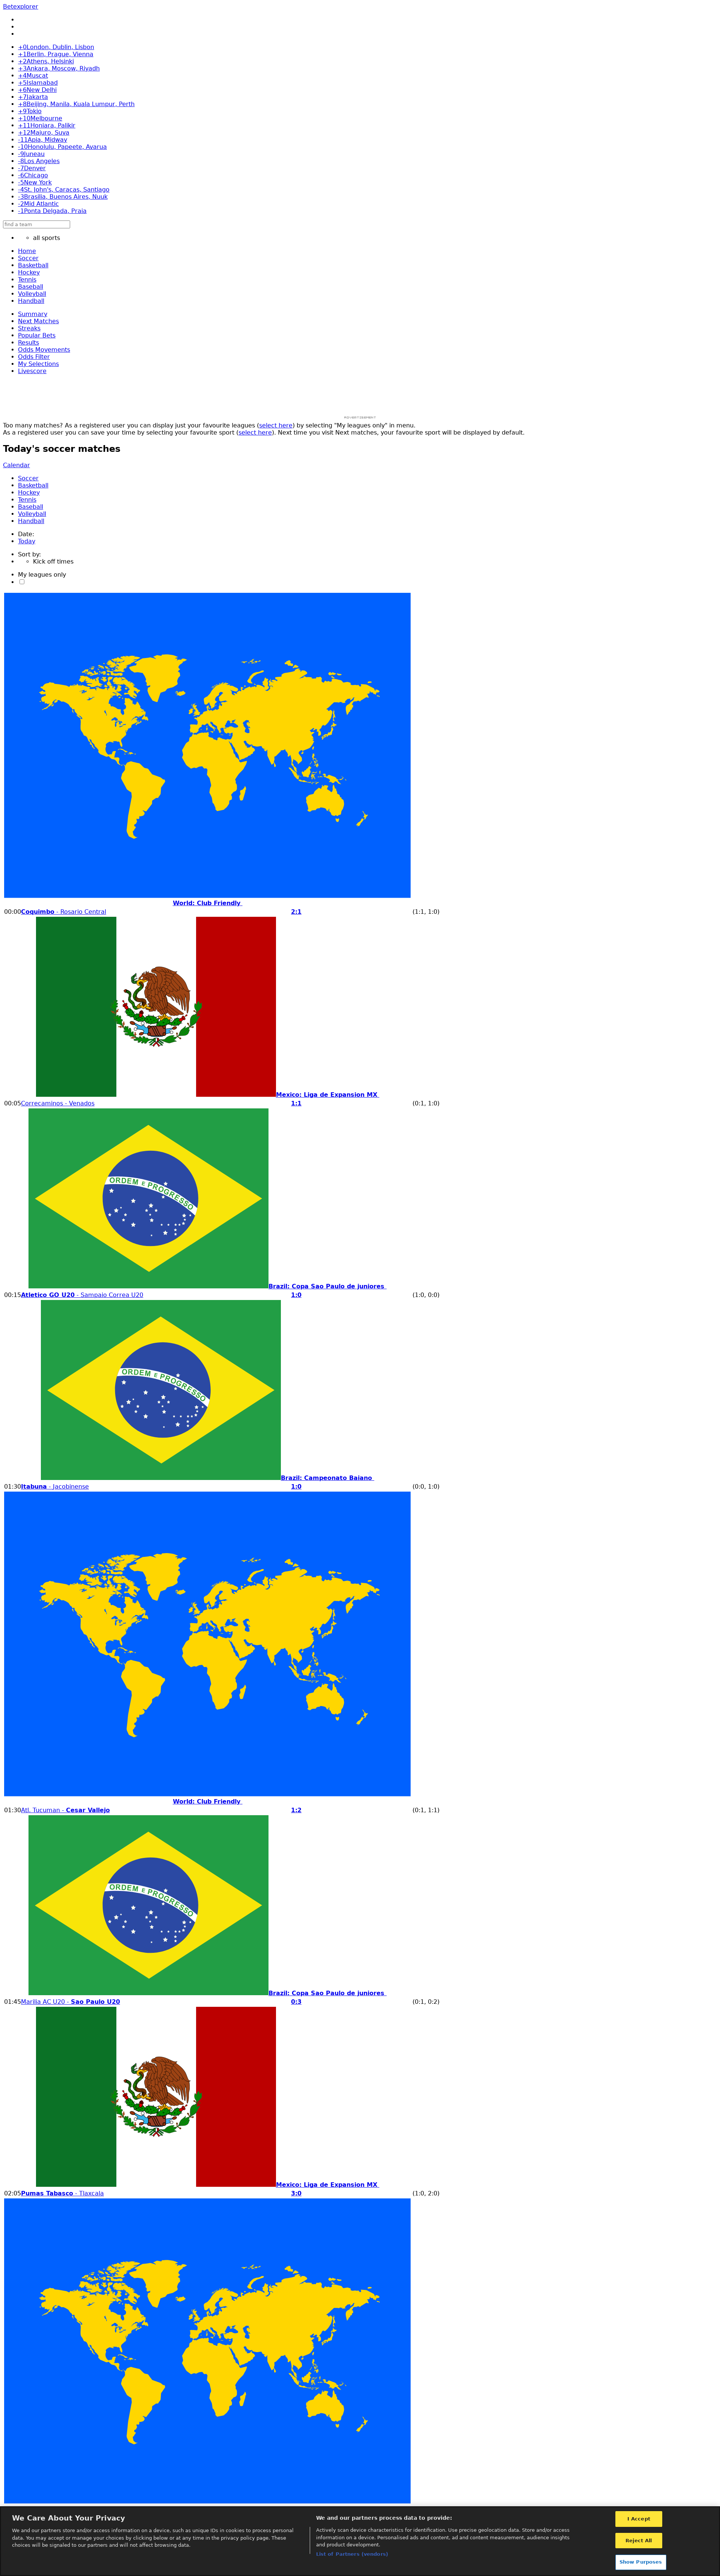 Betexplorer
+0London, Dublin, Lisbon
+1Berlin, Prague, Vienna
+2Athens, Helsinki
+3Ankara, Moscow, Riyadh
+4Muscat
+5Islamabad
+6New Delhi
+7Jakarta
+8Beijing, Manila, Kuala Lumpur, Perth
+9Tokio
+10Melbourne
+11Honiara, Palikir
+12Majuro, Suva
-11Apia, Midway
-10Honolulu, Papeete, Avarua
-9Juneau
-8Los Angeles
-7Denver
-6Chicago
-5New York
-4St. John's, Caracas, Santiago
-3Brasilia, Buenos Aires, Nuuk
-2Mid Atlantic
-1Ponta Delgada, Praia
find a team
all sports
Home
Soccer
Basketball
Hockey
Tennis
Baseball
Volleyball
Handball
Summary
Next Matches
Streaks
Popular Bets
Results
Odds Movements
Odds Filter
My Selections
Livescore
ADVERTISEMENT
Too many matches? As a registered user you can display just your favourite leagues (select here) by selecting "My leagues only" in menu.
As a registered user you can save your time by selecting your favourite sport (select here). Next time you visit Next matches, your favourite sport will be displayed by default.
Today's soccer matches
Calendar
Soccer
Basketball
Hockey
Tennis
Baseball
Volleyball
Handball
Date:
Today
Sort by:
Kick off times
My leagues only
World: Club Friendly
00:00Coquimbo - Rosario Central 2:1 (1:1, 1:0)
Mexico: Liga de Expansion MX
00:05Correcaminos - Venados 1:1 (0:1, 1:0)
ORDEM E PROGRESSO
Brazil: Copa Sao Paulo de juniores
00:15Atletico GO U20 - Sampaio Correa U20 1:0 (1:0, 0:0)
ORDEM E PROGRESSO
Brazil: Campeonato Baiano
01:30Itabuna - Jacobinense 1:0 (0:0, 1:0)
World: Club Friendly
01:30Atl. Tucuman - Cesar Vallejo 1:2 (0:1, 1:1)
ORDEM E PROGRESSO
Brazil: Copa Sao Paulo de juniores
01:45Marilia AC U20 - Sao Paulo U20 0:3 (0:1, 0:2)
Mexico: Liga de Expansion MX
02:05Pumas Tabasco - Tlaxcala 3:0 (1:0, 2:0)
We Care About Your Privacy
We and our partners store and/or access information on a device, such as unique IDs in cookies to process personal
data. You may accept or manage your choices by clicking below or at any time in the privacy policy page. These
choices will be signaled to our partners and will not affect browsing data.
We and our partners process data to provide:
Actively scan device characteristics for identification. Use precise geolocation data. Store and/or access
information on a device. Personalised ads and content, ad and content measurement, audience insights
and product development.
List of Partners (vendors)
I Accept
Reject All
Show Purposes